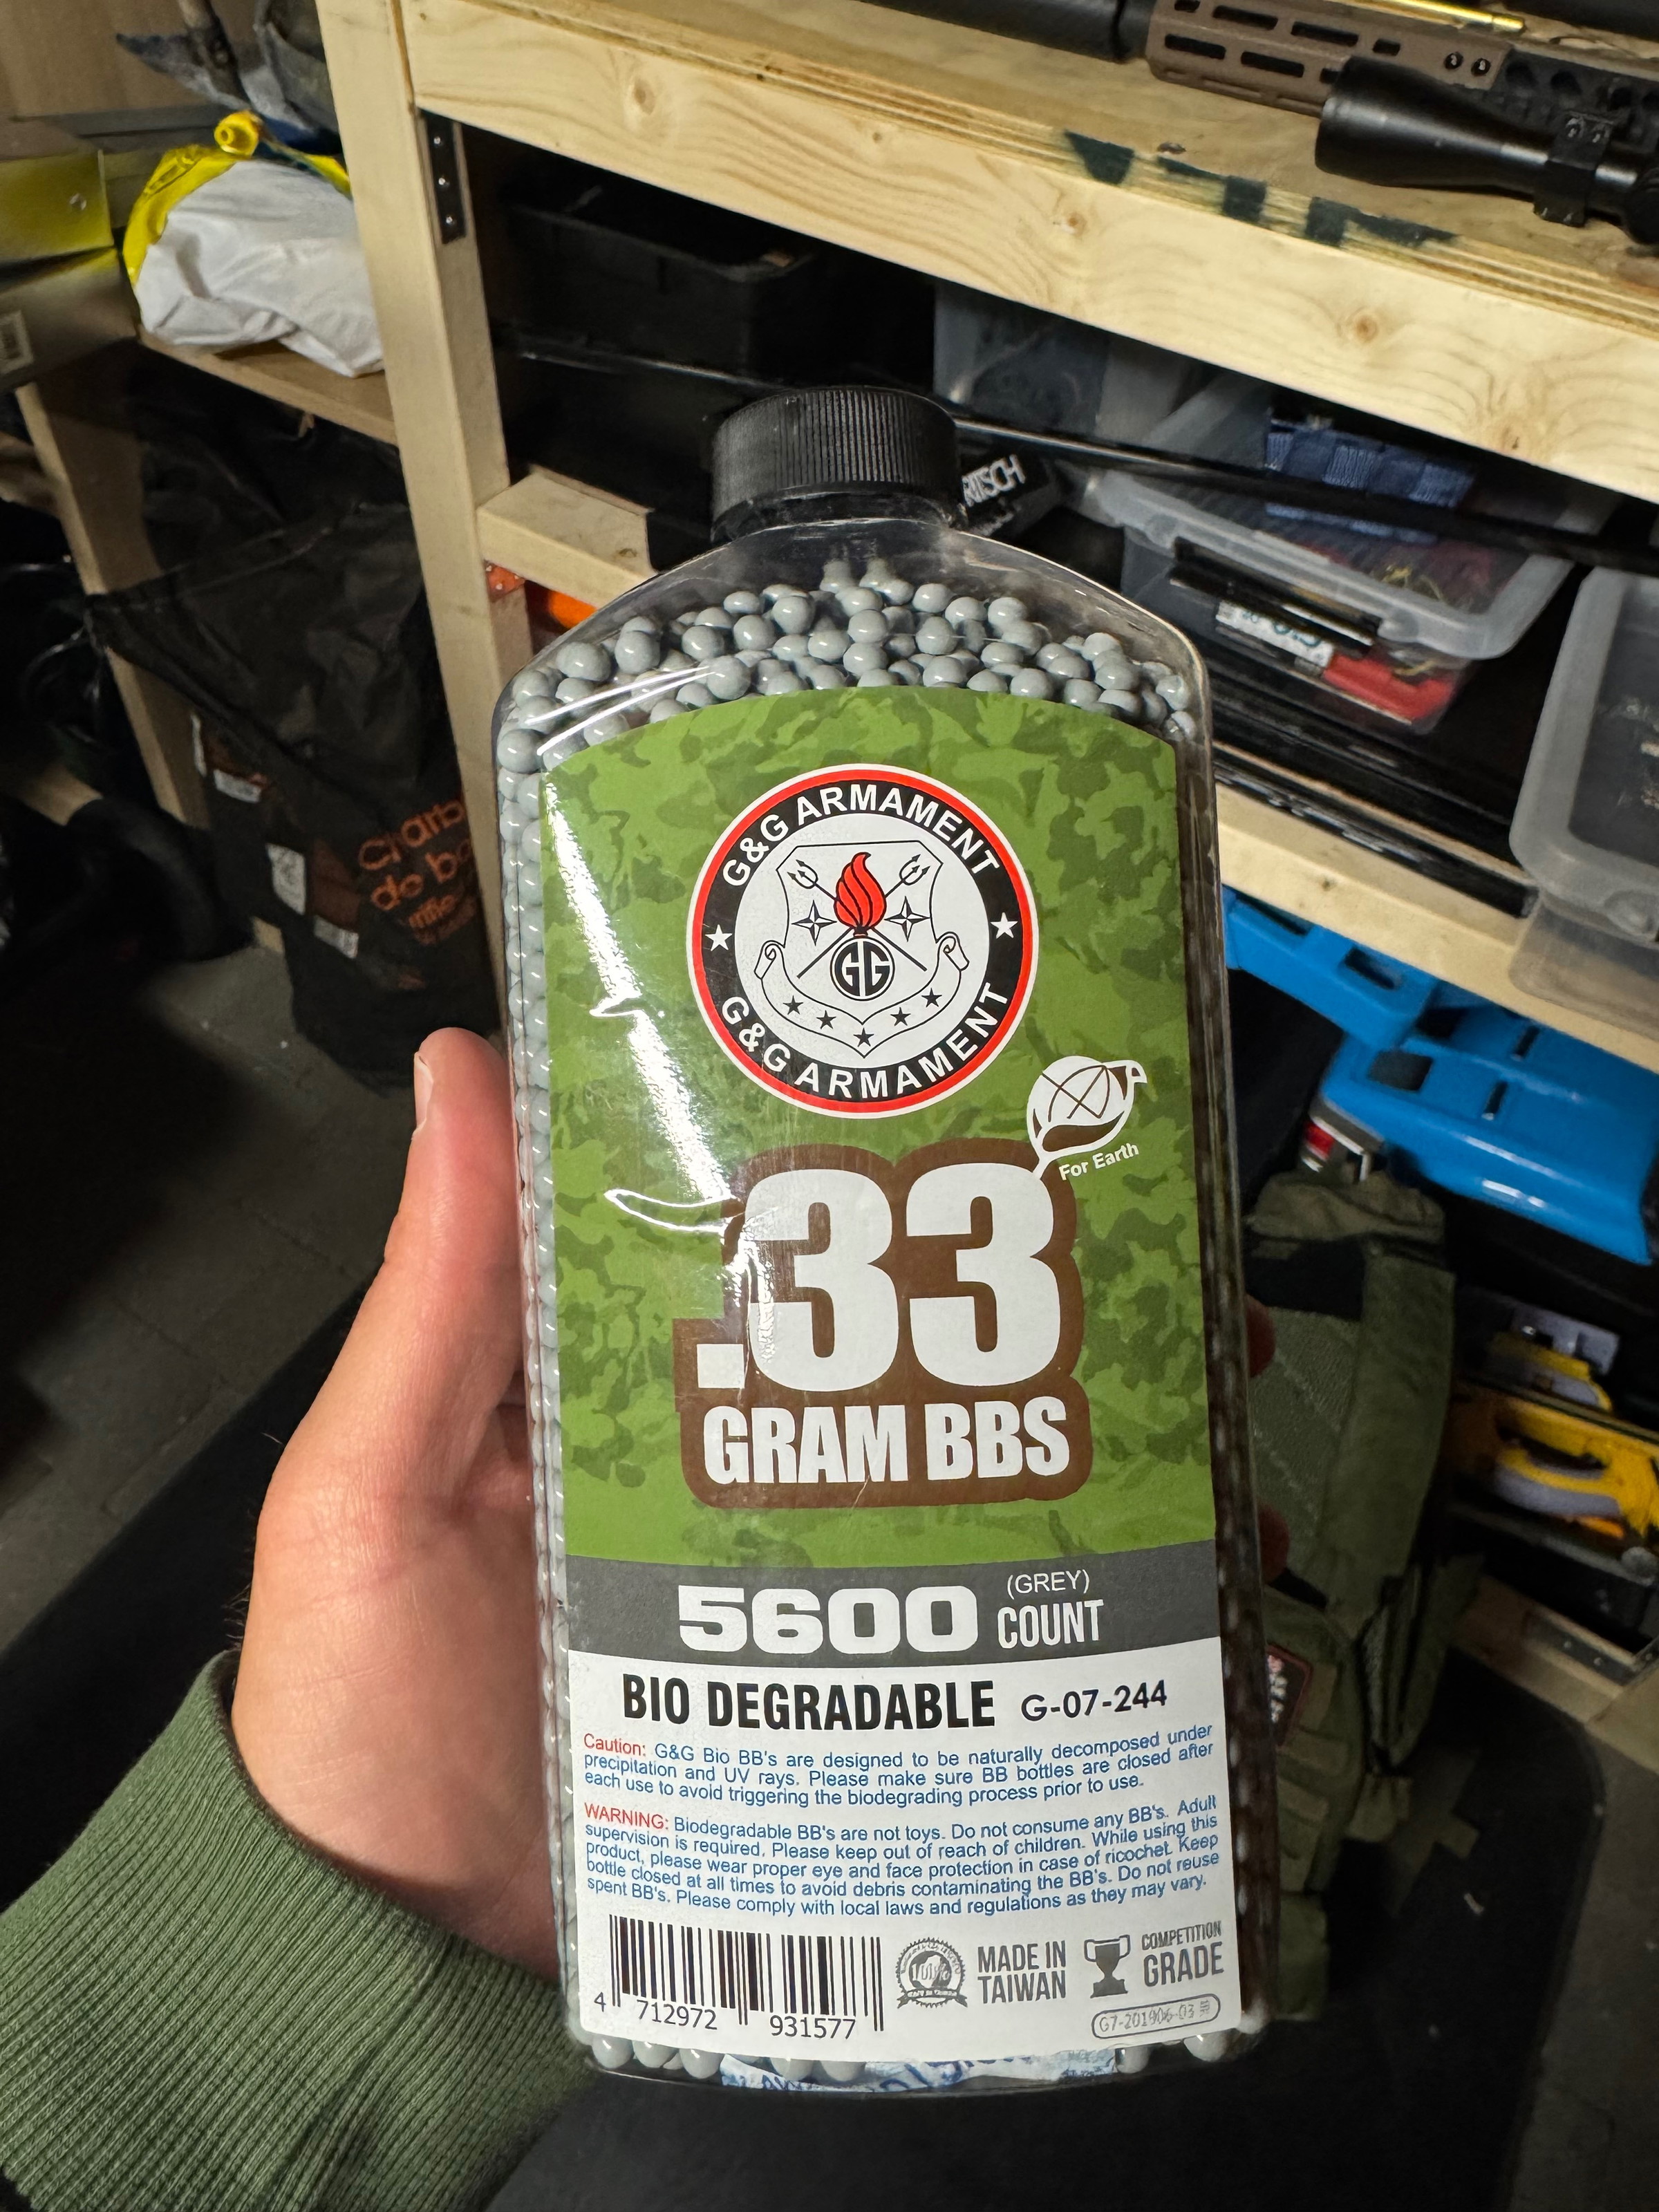 G&G ARMAMENT
GG
G&G ARMAMENT
For Earth
.33
GRAM BBS
5600 (GREY) COUNT
BIO DEGRADABLE G-07-244
Caution: G&G Bio BB's are designed to be naturally decomposed under
precipitation and UV rays. Please make sure BB bottles are closed after
each use to avoid triggering the biodegrading process prior to use.
WARNING: Biodegradable BB's are not toys. Do not consume any BB's. Adult
supervision is required. Please keep out of reach of children. While using this
product, please wear proper eye and face protection in case of ricochet. Keep
bottle closed at all times to avoid debris contaminating the BB's. Do not reuse
spent BB's. Please comply with local laws and regulations as they may vary.
MADE IN
TAIWAN
COMPETITION
GRADE
4 712972 931577